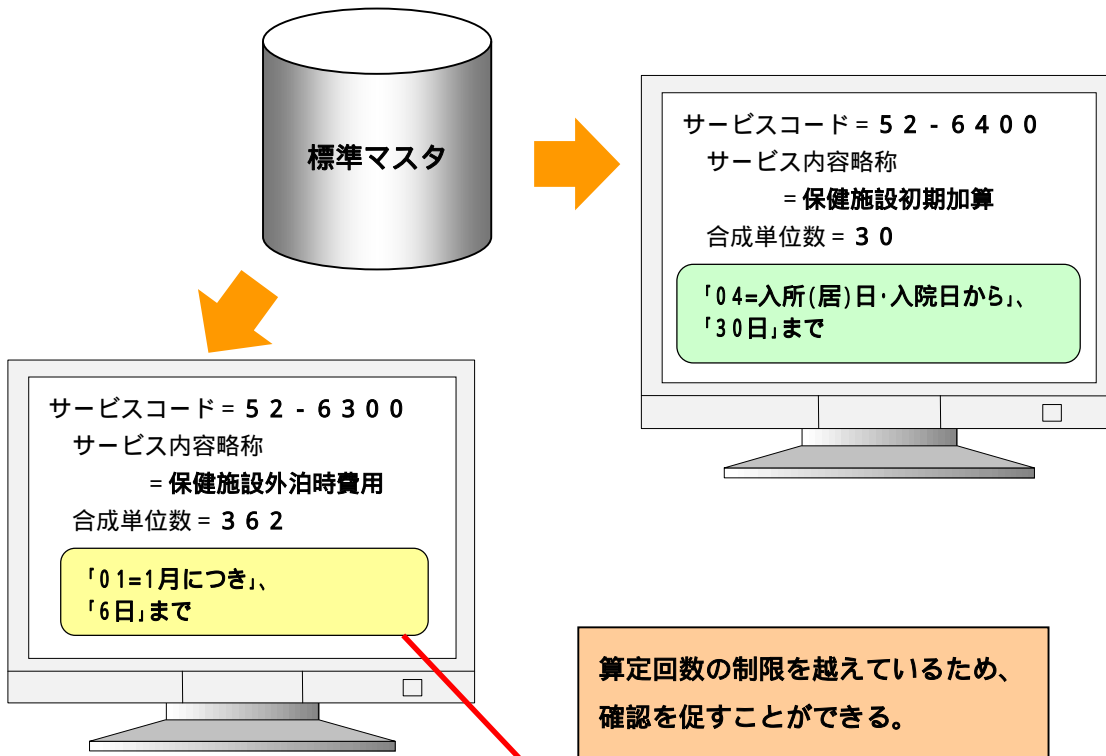 標準マスタ
サービスコード = 52-6400
サービス内容略称
= 保健施設初期加算
合成単位数 = 30
「04=入所(居)日･入院日から」、
「30日」まで
サービスコード = 52-6300
サービス内容略称
= 保健施設外泊時費用
合成単位数 = 362
「01=1月につき」、
「6日」まで
算定回数の制限を越えているため、
確認を促すことができる。